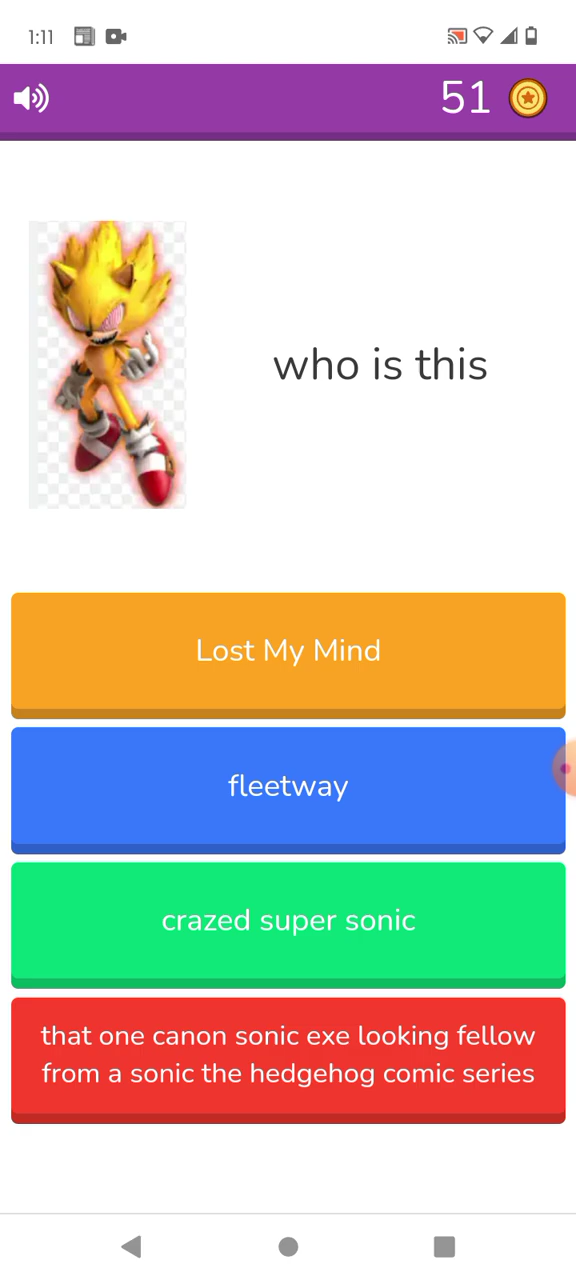 1:11
51
who is this
Lost My Mind
fleetway
crazed super sonic
that one canon sonic exe looking fellow
from a sonic the hedgehog comic series